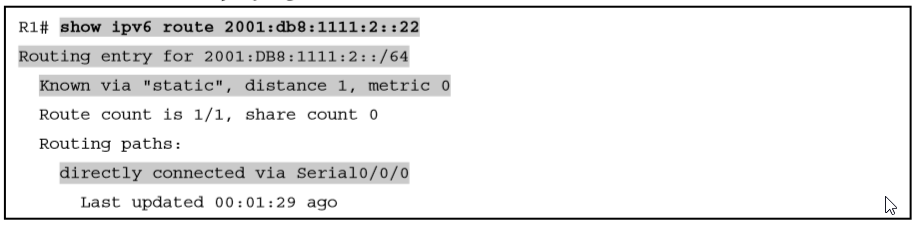 R1# show ipv6 route 2001:db8:1111:2::22
Routing entry for 2001:DB8:1111:2::/64
Known via "static", distance 1, metric 0
Route count is 1/1, share count 0
Routing paths:
directly connected via Serial0/0/0
Last updated 00:01:29 ago